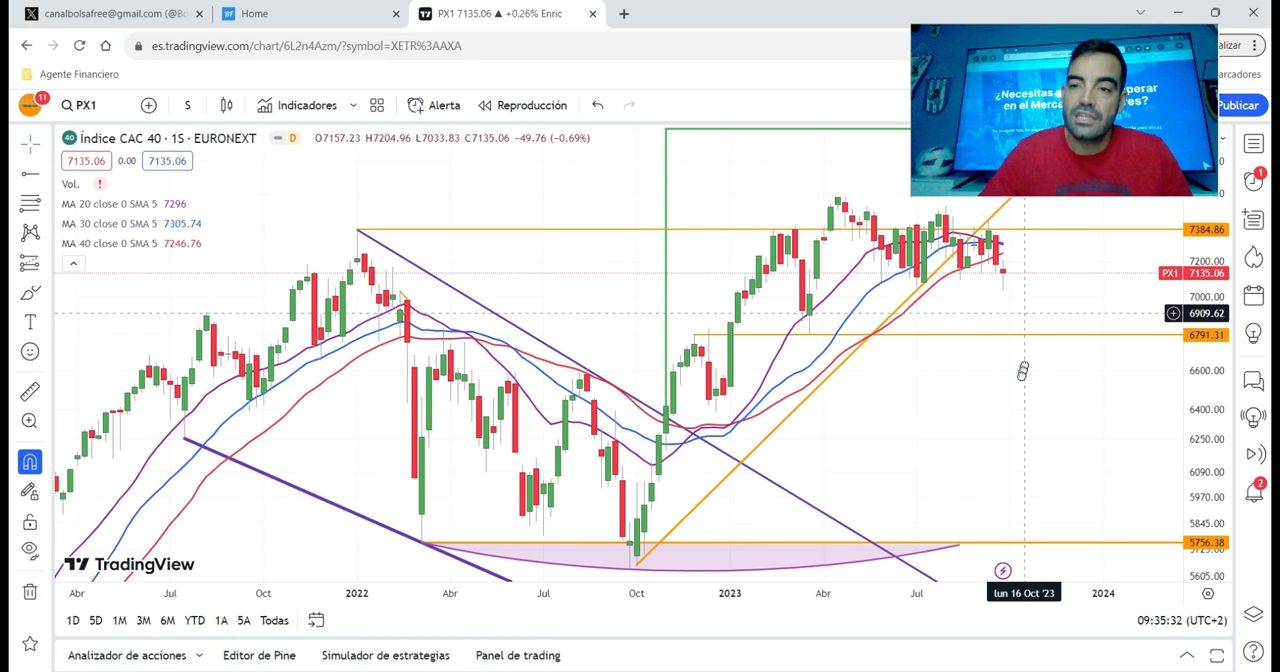 canalbolsafree@gmail.com (@Bo
Home
PX1 7135.06 ▲ +0.26% Enric
es.tradingview.com/chart/6L2n4Azm/?symbol=XETR%3AAXA
alizar
Agente Financiero
arcadores
11
PX1
S
Indicadores
Alerta
Reproducción
Publicar
¿Necesitas
perar
en el Merca
res?
Índice CAC 40 · 1S · EURONEXT
D
O7157.23 H7204.96 L7033.83 C7135.06 −49.76 (−0.69%)
7135.06
0.00
7135.06
Vol.
MA 20 close 0 SMA 5 7296
MA 30 close 0 SMA 5 7305.74
MA 40 close 0 SMA 5 7246.76
7384.86
7200.00
PX1 7135.06
7000.00
6909.62
6791.31
6600.00
6400.00
6250.00
6090.00
5970.00
5845.00
5756.38
5605.00
TradingView
Abr
Jul
Oct
2022
Abr
Jul
Oct
2023
Abr
Jul
lun 16 Oct '23
2024
1D 5D 1M 3M 6M YTD 1A 5A Todas
09:35:32 (UTC+2)
Analizador de acciones
Editor de Pine
Simulador de estrategias
Panel de trading
1
2